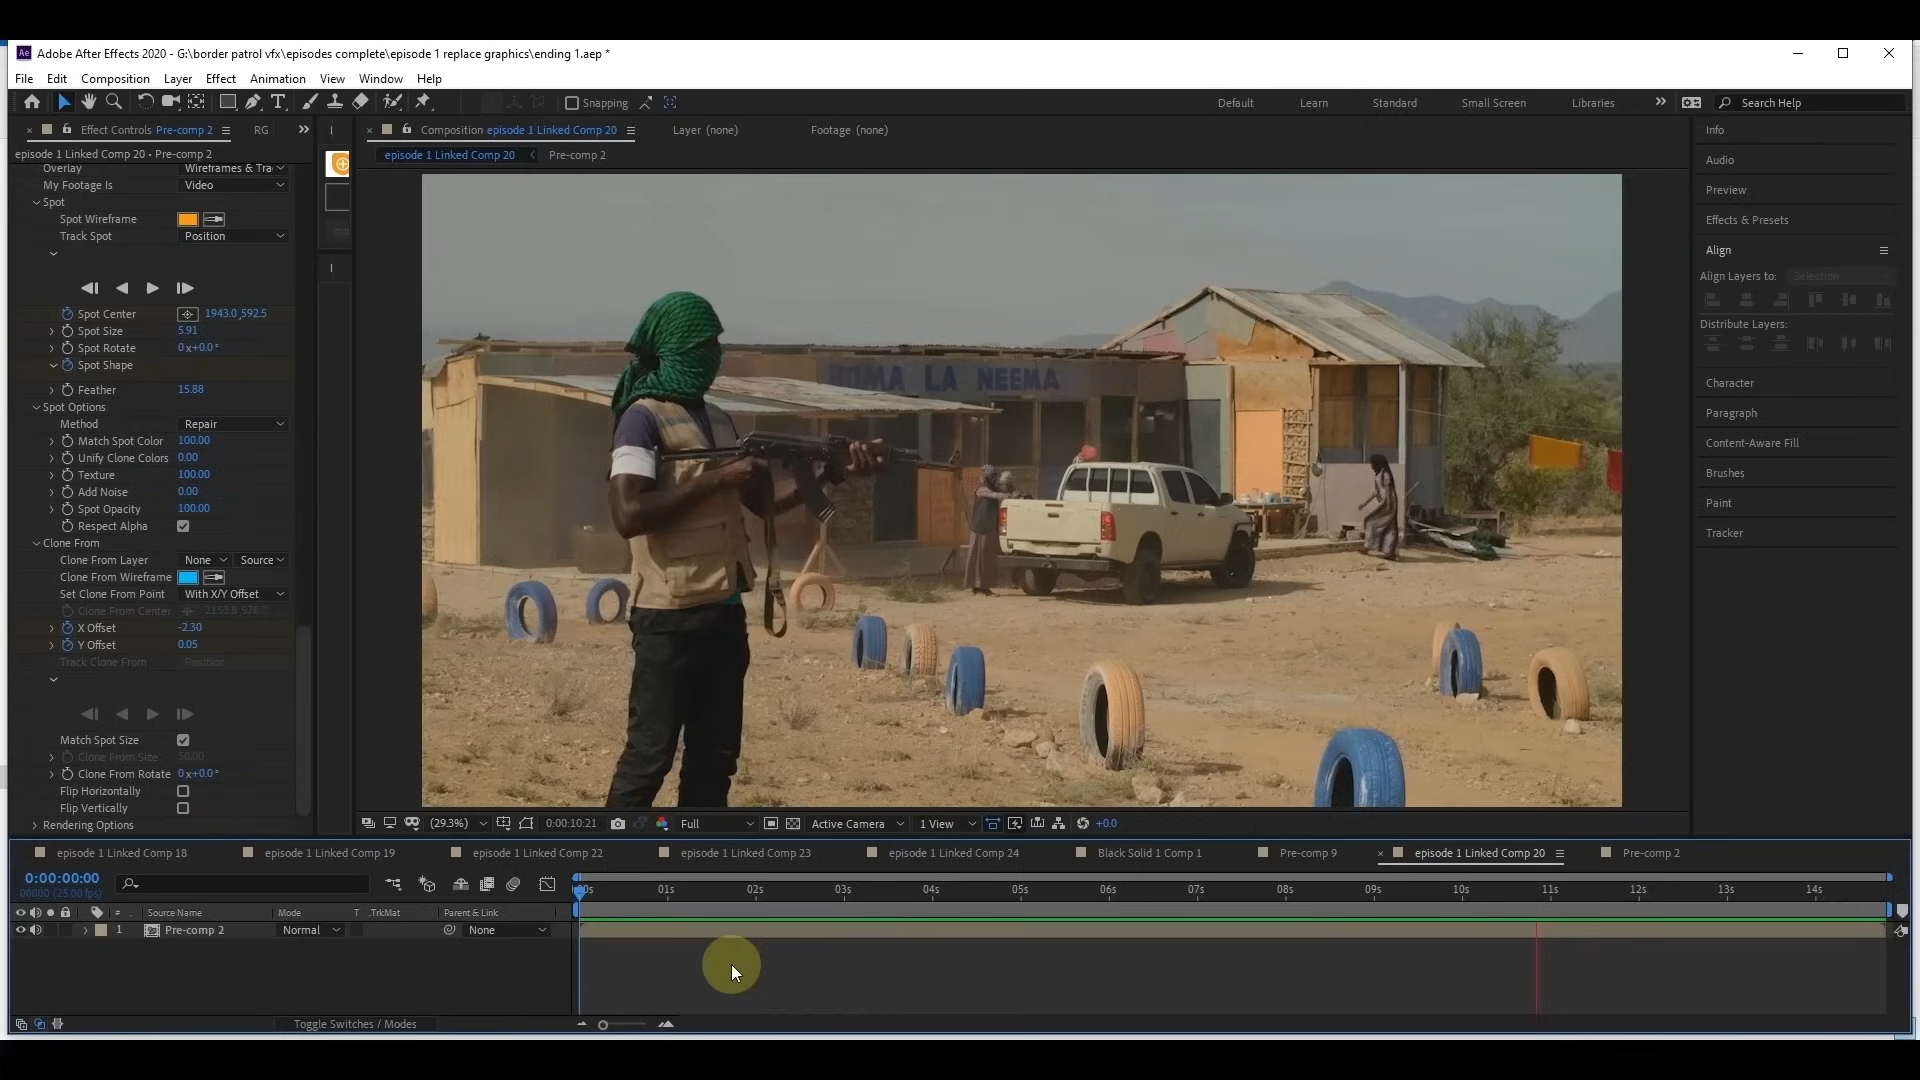 Adobe After Effects 2020 - G:\border patrol vfx\episodes complete\episode 1 replace graphics\ending 1.aep *
File Edit Composition Layer Effect Animation View Window Help
Snapping Default Learn Standard Small Screen Libraries Search Help
Effect Controls Pre-comp 2 RG Composition episode 1 Linked Comp 20 Layer (none) Footage (none) Info
episode 1 Linked Comp 20 • Pre-comp 2 episode 1 Linked Comp 20 Pre-comp 2
Audio
Preview
Effects & Presets
Align
Align Layers to: Selection
Distribute Layers:
Character
Paragraph
Content-Aware Fill
Brushes
Paint
Tracker
Overlay Wireframes & Tra
My Footage Is Video
Spot
Spot Wireframe
Track Spot Position
Spot Center 1943.0,592.5
Spot Size 5.91
Spot Rotate 0x+0.0°
Spot Shape
Feather 15.88
Spot Options
Method Repair
Match Spot Color 100.00
Unify Clone Colors 0.00
Texture 100.00
Add Noise 0.00
Spot Opacity 100.00
Respect Alpha
Clone From
Clone From Layer None Source
Clone From Wireframe
Set Clone From Point With X/Y Offset
Clone From Center
X Offset -2.30
Y Offset 0.05
Track Clone From Position
Match Spot Size
Clone From Size 50.00
Clone From Rotate 0x+0.0°
Flip Horizontally
Flip Vertically
Rendering Options
LA NEEMA
(29.3%) 0:00:10:21 Full Active Camera 1 View +0.0
episode 1 Linked Comp 18 episode 1 Linked Comp 19 episode 1 Linked Comp 22 episode 1 Linked Comp 23 episode 1 Linked Comp 24 Black Solid 1 Comp 1 Pre-comp 9 episode 1 Linked Comp 20 Pre-comp 2
0:00:00:00
00000 (25.00 fps)
00s 01s 02s 03s 04s 05s 06s 07s 08s 09s 10s 11s 12s 13s 14s
# Source Name Mode T .TrkMat Parent & Link
1 Pre-comp 2 Normal None
Toggle Switches / Modes